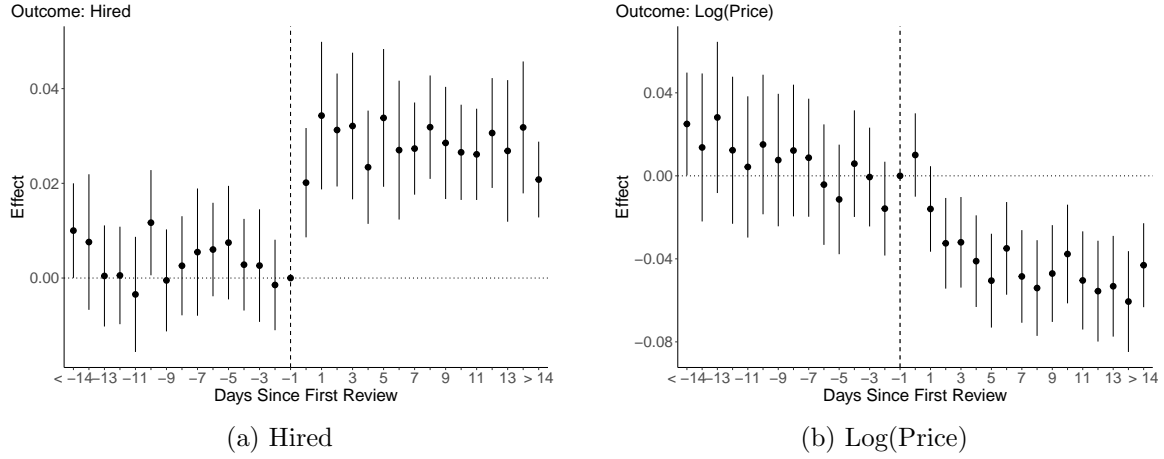 Outcome: Hired
Effect
0.04
0.02
0.00
< −14 −13 −11 −9 −7 −5 −3 −1 1 3 5 7 9 11 13 > 14
Days Since First Review
(a) Hired
Outcome: Log(Price)
Effect
0.04
0.00
−0.04
−0.08
< −14 −13 −11 −9 −7 −5 −3 −1 1 3 5 7 9 11 13 > 14
Days Since First Review
(b) Log(Price)